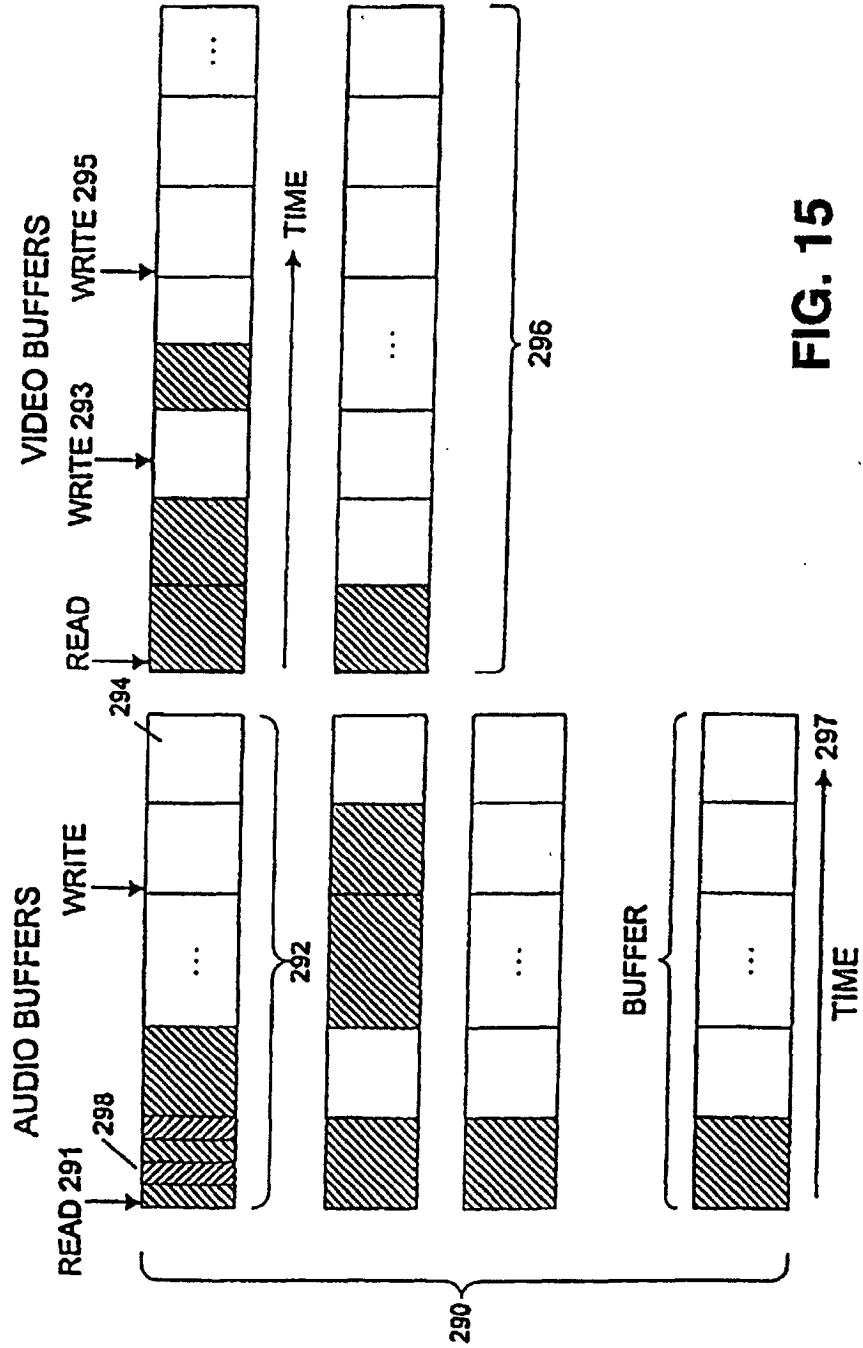 AUDIO BUFFERS
READ 291
298
WRITE
294
...
292
...
BUFFER
...
TIME
297
290
VIDEO BUFFERS
READ
WRITE 293
WRITE 295
...
TIME
...
296
FIG. 15